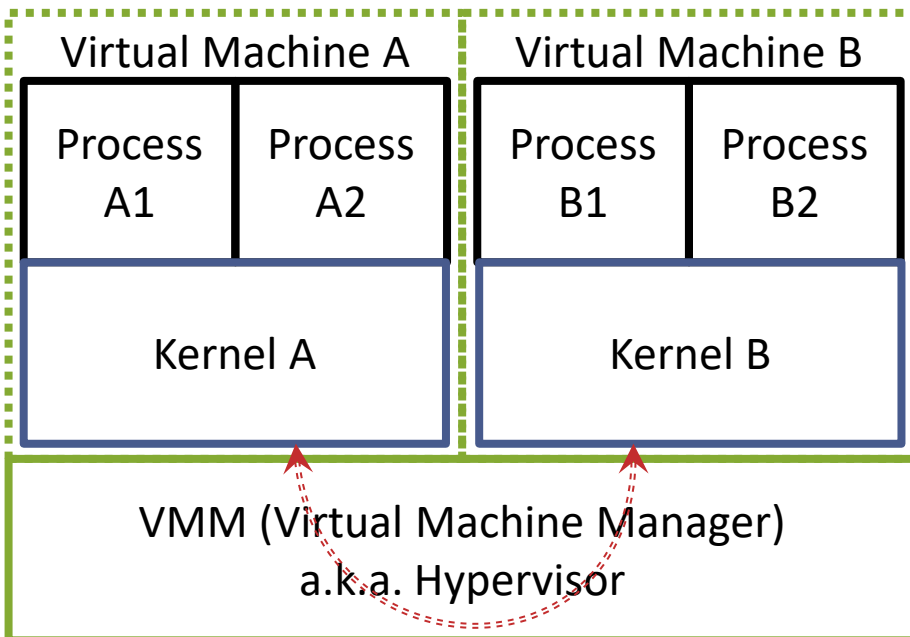 Virtual Machine A
Virtual Machine B
Process
A1
Process
A2
Process
B1
Process
B2
Kernel A
Kernel B
VMM (Virtual Machine Manager)
a.k.a. Hypervisor